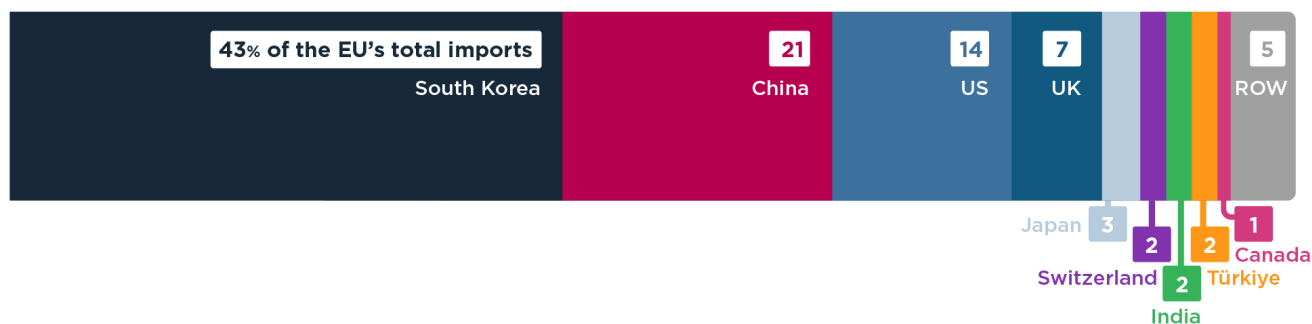 43% of the EU's total imports
South Korea
21
China
14
US
7
UK
5
ROW
Japan 3
Switzerland 2
2
India
2
Türkiye
1
Canada